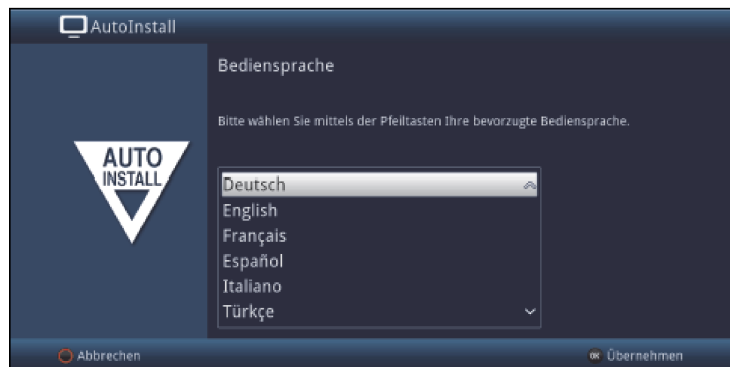 AutoInstall
Bediensprache
Bitte wählen Sie mittels der Pfeiltasten Ihre bevorzugte Bediensprache.
AUTO
INSTALL
Deutsch
English
Français
Español
Italiano
Türkçe
Abbrechen
OK Übernehmen